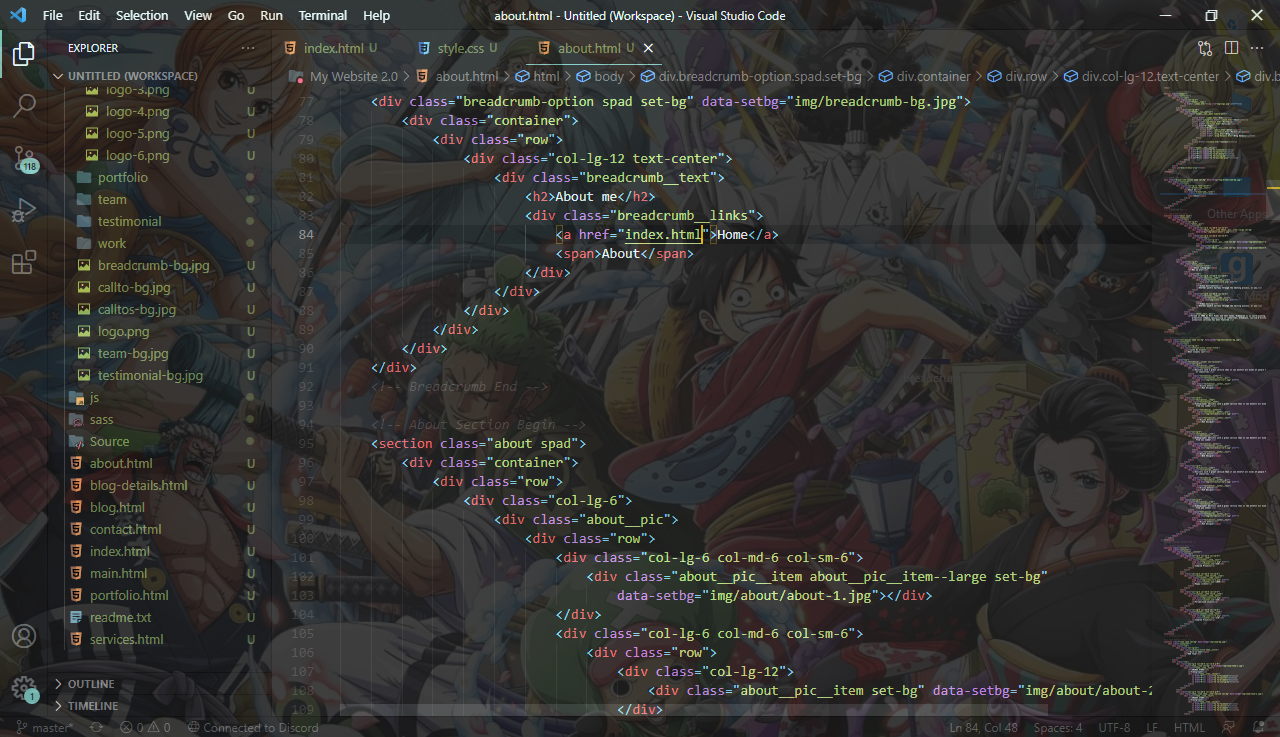 File Edit Selection View Go Run Terminal Help about.html - Untitled (Workspace) - Visual Studio Code
EXPLORER ···
UNTITLED (WORKSPACE)
logo-3.png U
logo-4.png U
logo-5.png U
logo-6.png U
portfolio
team
testimonial
work
breadcrumb-bg.jpg U
callto-bg.jpg U
calltos-bg.jpg U
logo.png U
team-bg.jpg U
testimonial-bg.jpg U
js
sass
Source
about.html U
blog-details.html U
blog.html U
contact.html U
index.html U
main.html U
portfolio.html U
readme.txt U
services.html U
OUTLINE
TIMELINE
118
1
index.html U style.css U about.html U
My Website 2.0 > about.html > html > body > div.breadcrumb-option.spad.set-bg > div.container > div.row > div.col-lg-12.text-center > div.b
77 <div class="breadcrumb-option spad set-bg" data-setbg="img/breadcrumb-bg.jpg">
78 <div class="container">
79 <div class="row">
80 <div class="col-lg-12 text-center">
81 <div class="breadcrumb__text">
82 <h2>About me</h2>
83 <div class="breadcrumb__links">
84 <a href="index.html">Home</a>
85 <span>About</span>
86 </div>
87 </div>
88 </div>
89 </div>
90 </div>
91 </div>
92 <!-- Breadcrumb End -->
93
94 <!-- About Section Begin -->
95 <section class="about spad">
96 <div class="container">
97 <div class="row">
98 <div class="col-lg-6">
99 <div class="about__pic">
100 <div class="row">
101 <div class="col-lg-6 col-md-6 col-sm-6">
102 <div class="about__pic__item about__pic__item--large set-bg"
103 data-setbg="img/about/about-1.jpg"></div>
104 </div>
105 <div class="col-lg-6 col-md-6 col-sm-6">
106 <div class="row">
107 <div class="col-lg-12">
108 <div class="about__pic__item set-bg" data-setbg="img/about/about-2
109 </div>
Other Apps
g
master* 0 0 Connected to Discord Ln 84, Col 48 Spaces: 4 UTF-8 LF HTML